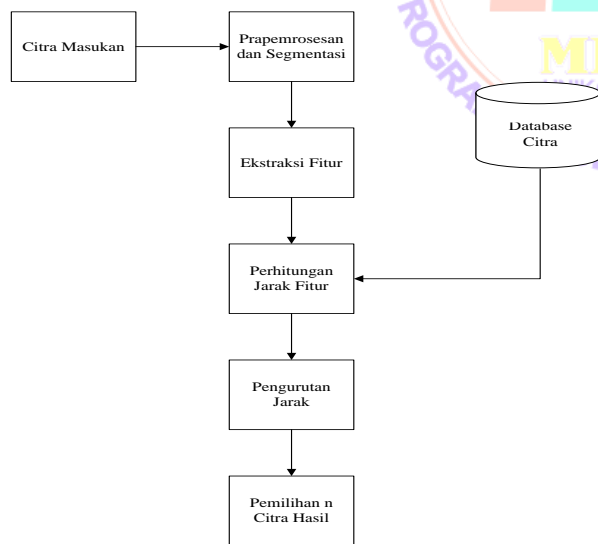 Citra Masukan
Prapemrosesan
dan Segmentasi
Database
Citra
Ekstraksi Fitur
Perhitungan
Jarak Fitur
Pengurutan
Jarak
Pemilihan n
Citra Hasil